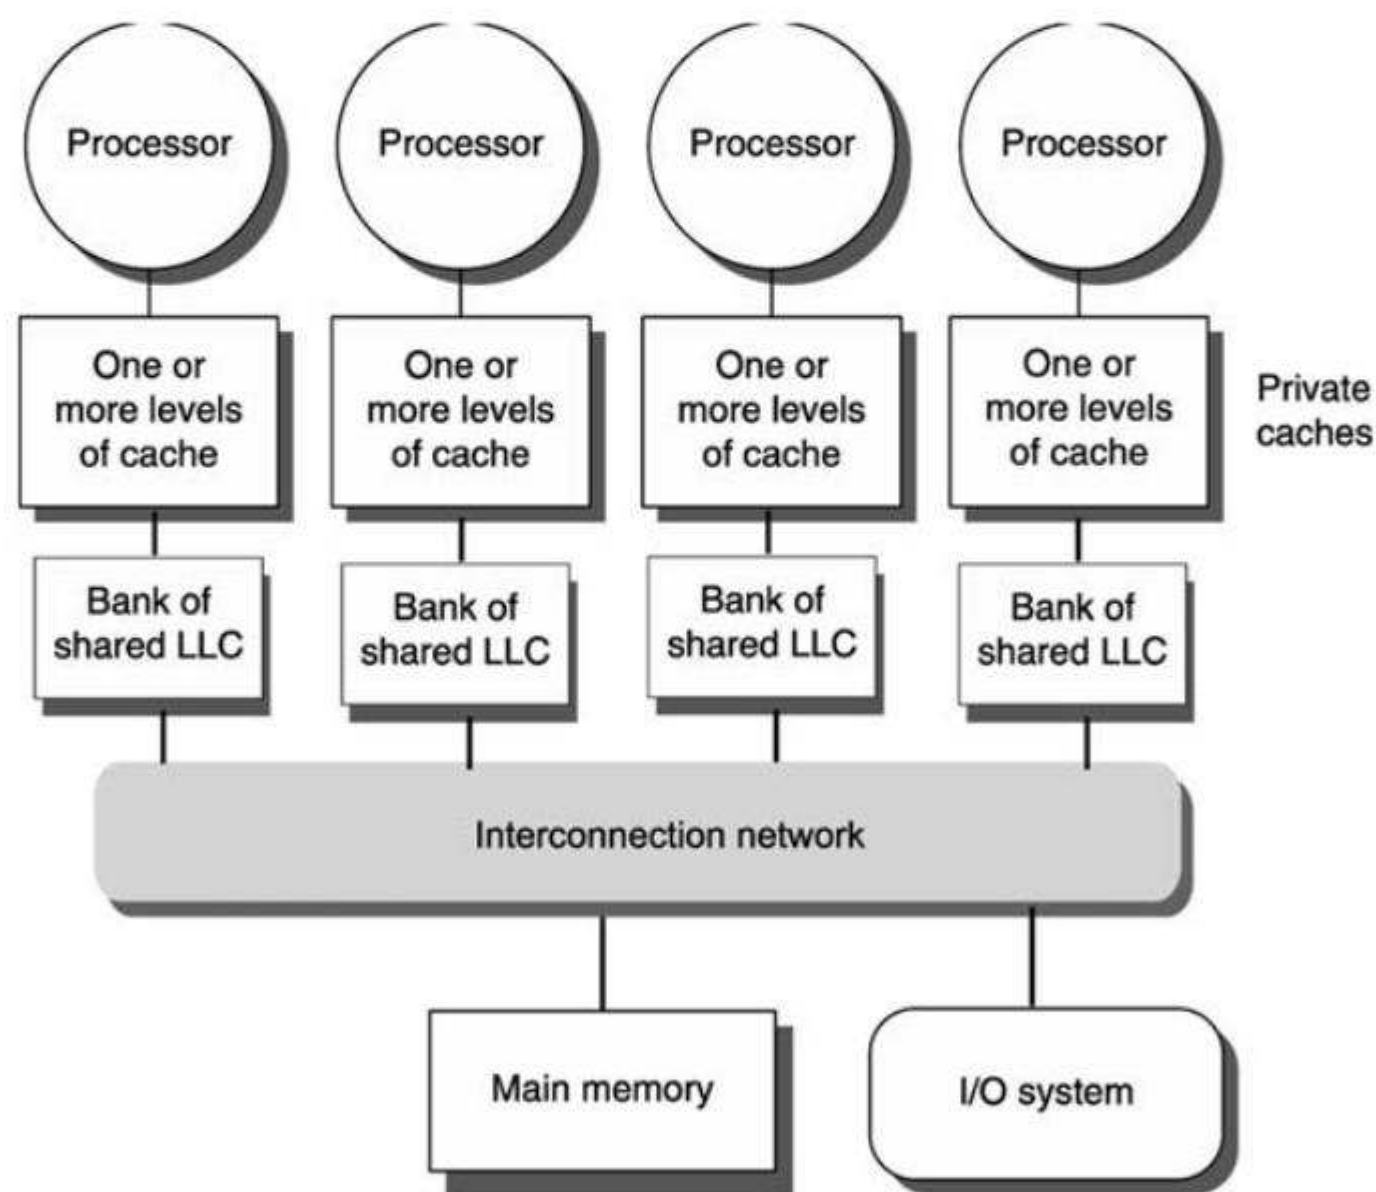 Processor
Processor
Processor
Processor
One or
more levels
of cache
One or
more levels
of cache
One or
more levels
of cache
One or
more levels
of cache
Private
caches
Bank of
shared LLC
Bank of
shared LLC
Bank of
shared LLC
Bank of
shared LLC
Interconnection network
Main memory
I/O system